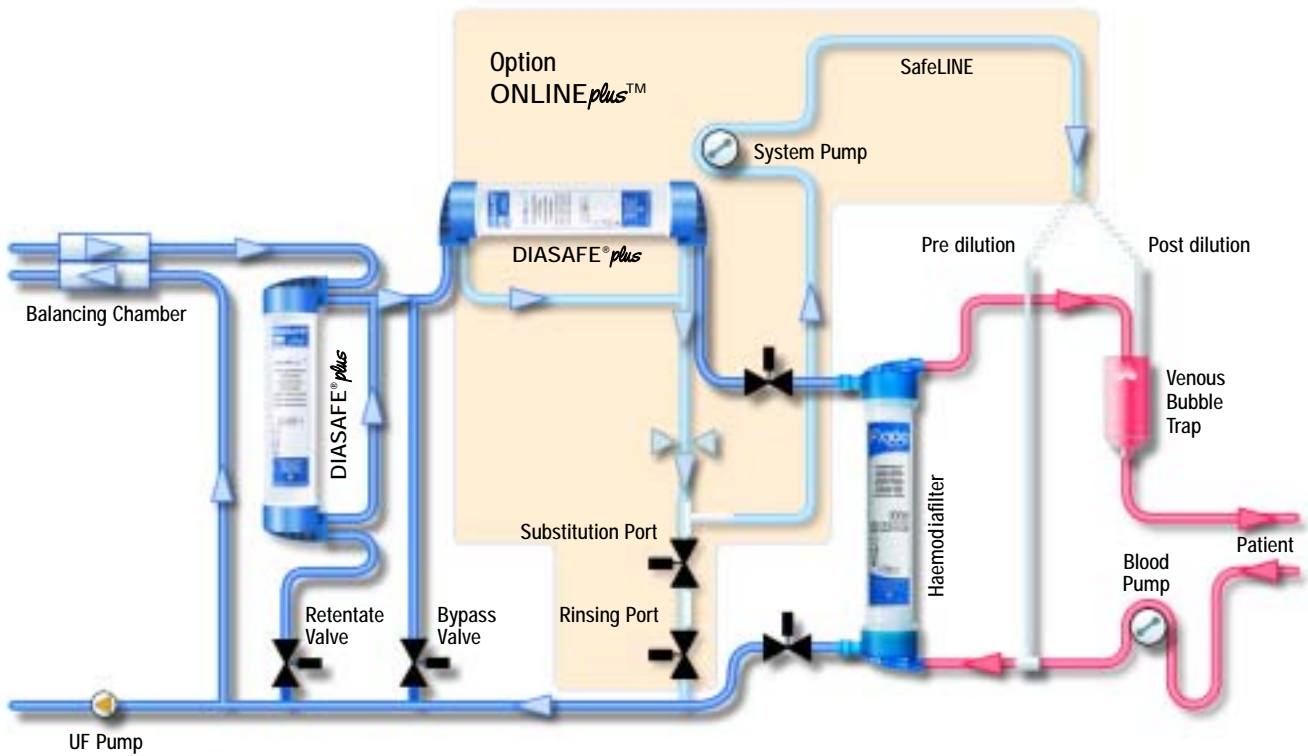 Option
ONLINEplus™
SafeLINE
System Pump
DIASAFE®plus
Pre dilution
Post dilution
Balancing Chamber
DIASAFE®plus
Venous
Bubble
Trap
Haemodiafilter
Substitution Port
Patient
Blood
Pump
Retentate
Valve
Bypass
Valve
Rinsing Port
UF Pump